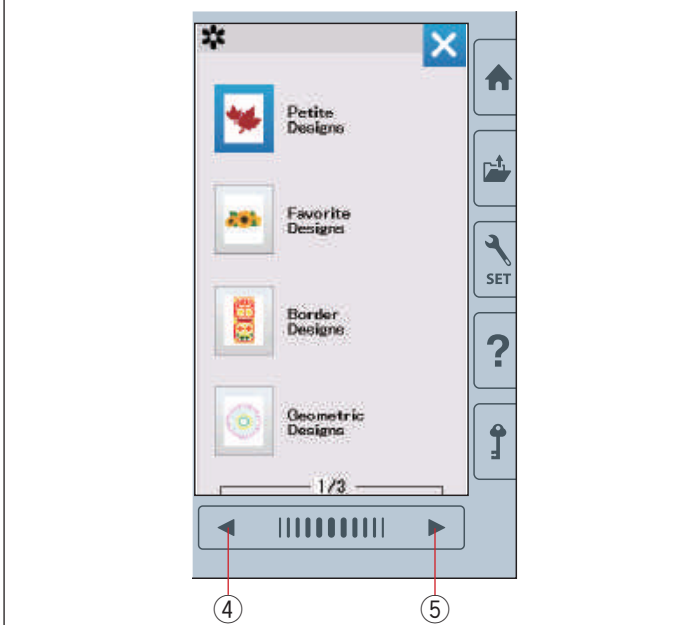 Petite
Designs
Favorite
Designs
SET
Border
Designs
?
Geometric
Designs
1/3
④ ⑤